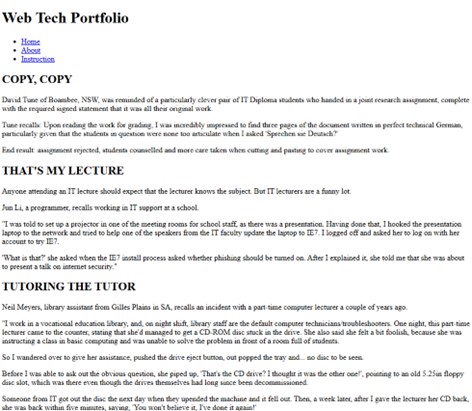 Web Tech Portfolio
Home
About
Instruction
COPY, COPY
David Tune of Boambee, NSW, was reminded of a particularly clever pair of IT Diploma students who handed in a joint research assignment, complete
with the required signed statement that it was all their original work.
Tune recalls: Upon reading the work for grading, I was incredibly impressed to find three pages of the document written in perfect technical German,
particularly given that the students in question were none too articulate when I asked 'Sprechen sie Deutsch?'
End result: assignment rejected, students counselled and more care taken when cutting and pasting to cover assignment work.
THAT'S MY LECTURE
Anyone attending an IT lecture should expect that the lecturer knows the subject. But IT lecturers are a funny lot.
Jun Li, a programmer, recalls working in IT support at a school.
"I was told to set up a projector in one of the meeting rooms for school staff, as there was a presentation. Having done that, I hooked the presentation
laptop to the network and tried to help one of the speakers from the IT faculty update the laptop to IE7. I logged off and asked her to log on with her
account to try IE7.
'What is that?' she asked when the IE7 install process asked whether phishing should be turned on. After I explained it, she told me that she was about
to present a talk on internet security."
TUTORING THE TUTOR
Neil Meyers, library assistant from Gilles Plains in SA, recalls an incident with a part-time computer lecturer a couple of years ago.
"I work in a vocational education library, and, on night shift, library staff are the default computer technicians/troubleshooters. One night, this part-time
lecturer came to the counter, stating that she'd managed to get a CD-ROM disc stuck in the drive. She also said she felt a bit foolish, because she was
instructing a class in basic computing and was unable to solve the problem in front of a room full of students.
So I wandered over to give her assistance, pushed the drive eject button, out popped the tray and... no disc to be seen.
Before I was able to ask the obvious question, she piped up, 'That's the CD drive? I thought it was the other one!', pointing to an old 5.25in floppy
disc slot, which was there even though the drives themselves had long since been decommissioned.
Someone from IT got out the disc the next day when they upended the machine and it fell out. Then, a week later, after I gave the lecturer her CD back,
she was back within five minutes, saying, 'You won't believe it, I've done it again!'